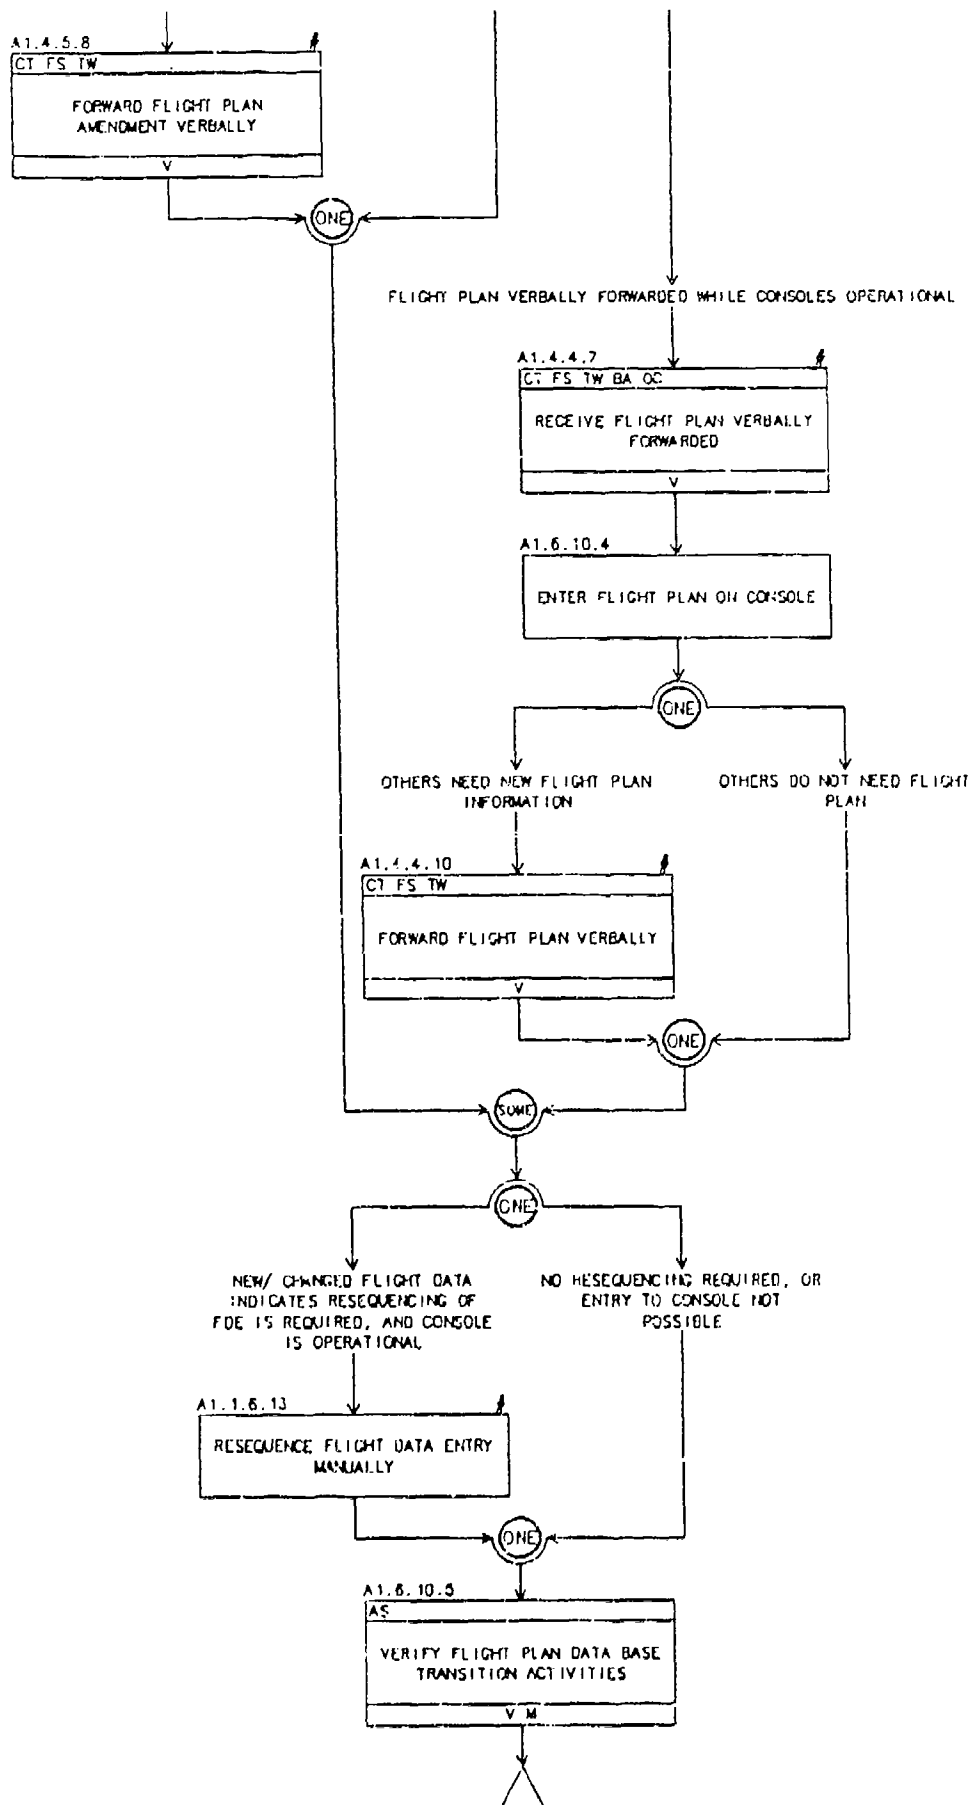 A1.4.5.8
CT FS TW
FORWARD FLIGHT PLAN
AMENDMENT VERBALLY
V
ONE
FLIGHT PLAN VERBALLY FORWARDED WHILE CONSOLES OPERATIONAL
A1.4.4.7
CT FS TW BA OC
RECEIVE FLIGHT PLAN VERBALLY
FORWARDED
V
A1.6.10.4
ENTER FLIGHT PLAN ON CONSOLE
ONE
OTHERS NEED NEW FLIGHT PLAN
INFORMATION
OTHERS DO NOT NEED FLIGHT
PLAN
A1.4.4.10
CT FS TW
FORWARD FLIGHT PLAN VERBALLY
V
ONE
SOME
ONE
NEW/ CHANGED FLIGHT DATA
INDICATES RESEQUENCING OF
FDE IS REQUIRED, AND CONSOLE
IS OPERATIONAL
NO RESEQUENCING REQUIRED, OR
ENTRY TO CONSOLE NOT
POSSIBLE
A1.1.6.13
RESEQUENCE FLIGHT DATA ENTRY
MANUALLY
ONE
A1.6.10.5
AS
VERIFY FLIGHT PLAN DATA BASE
TRANSITION ACTIVITIES
V M